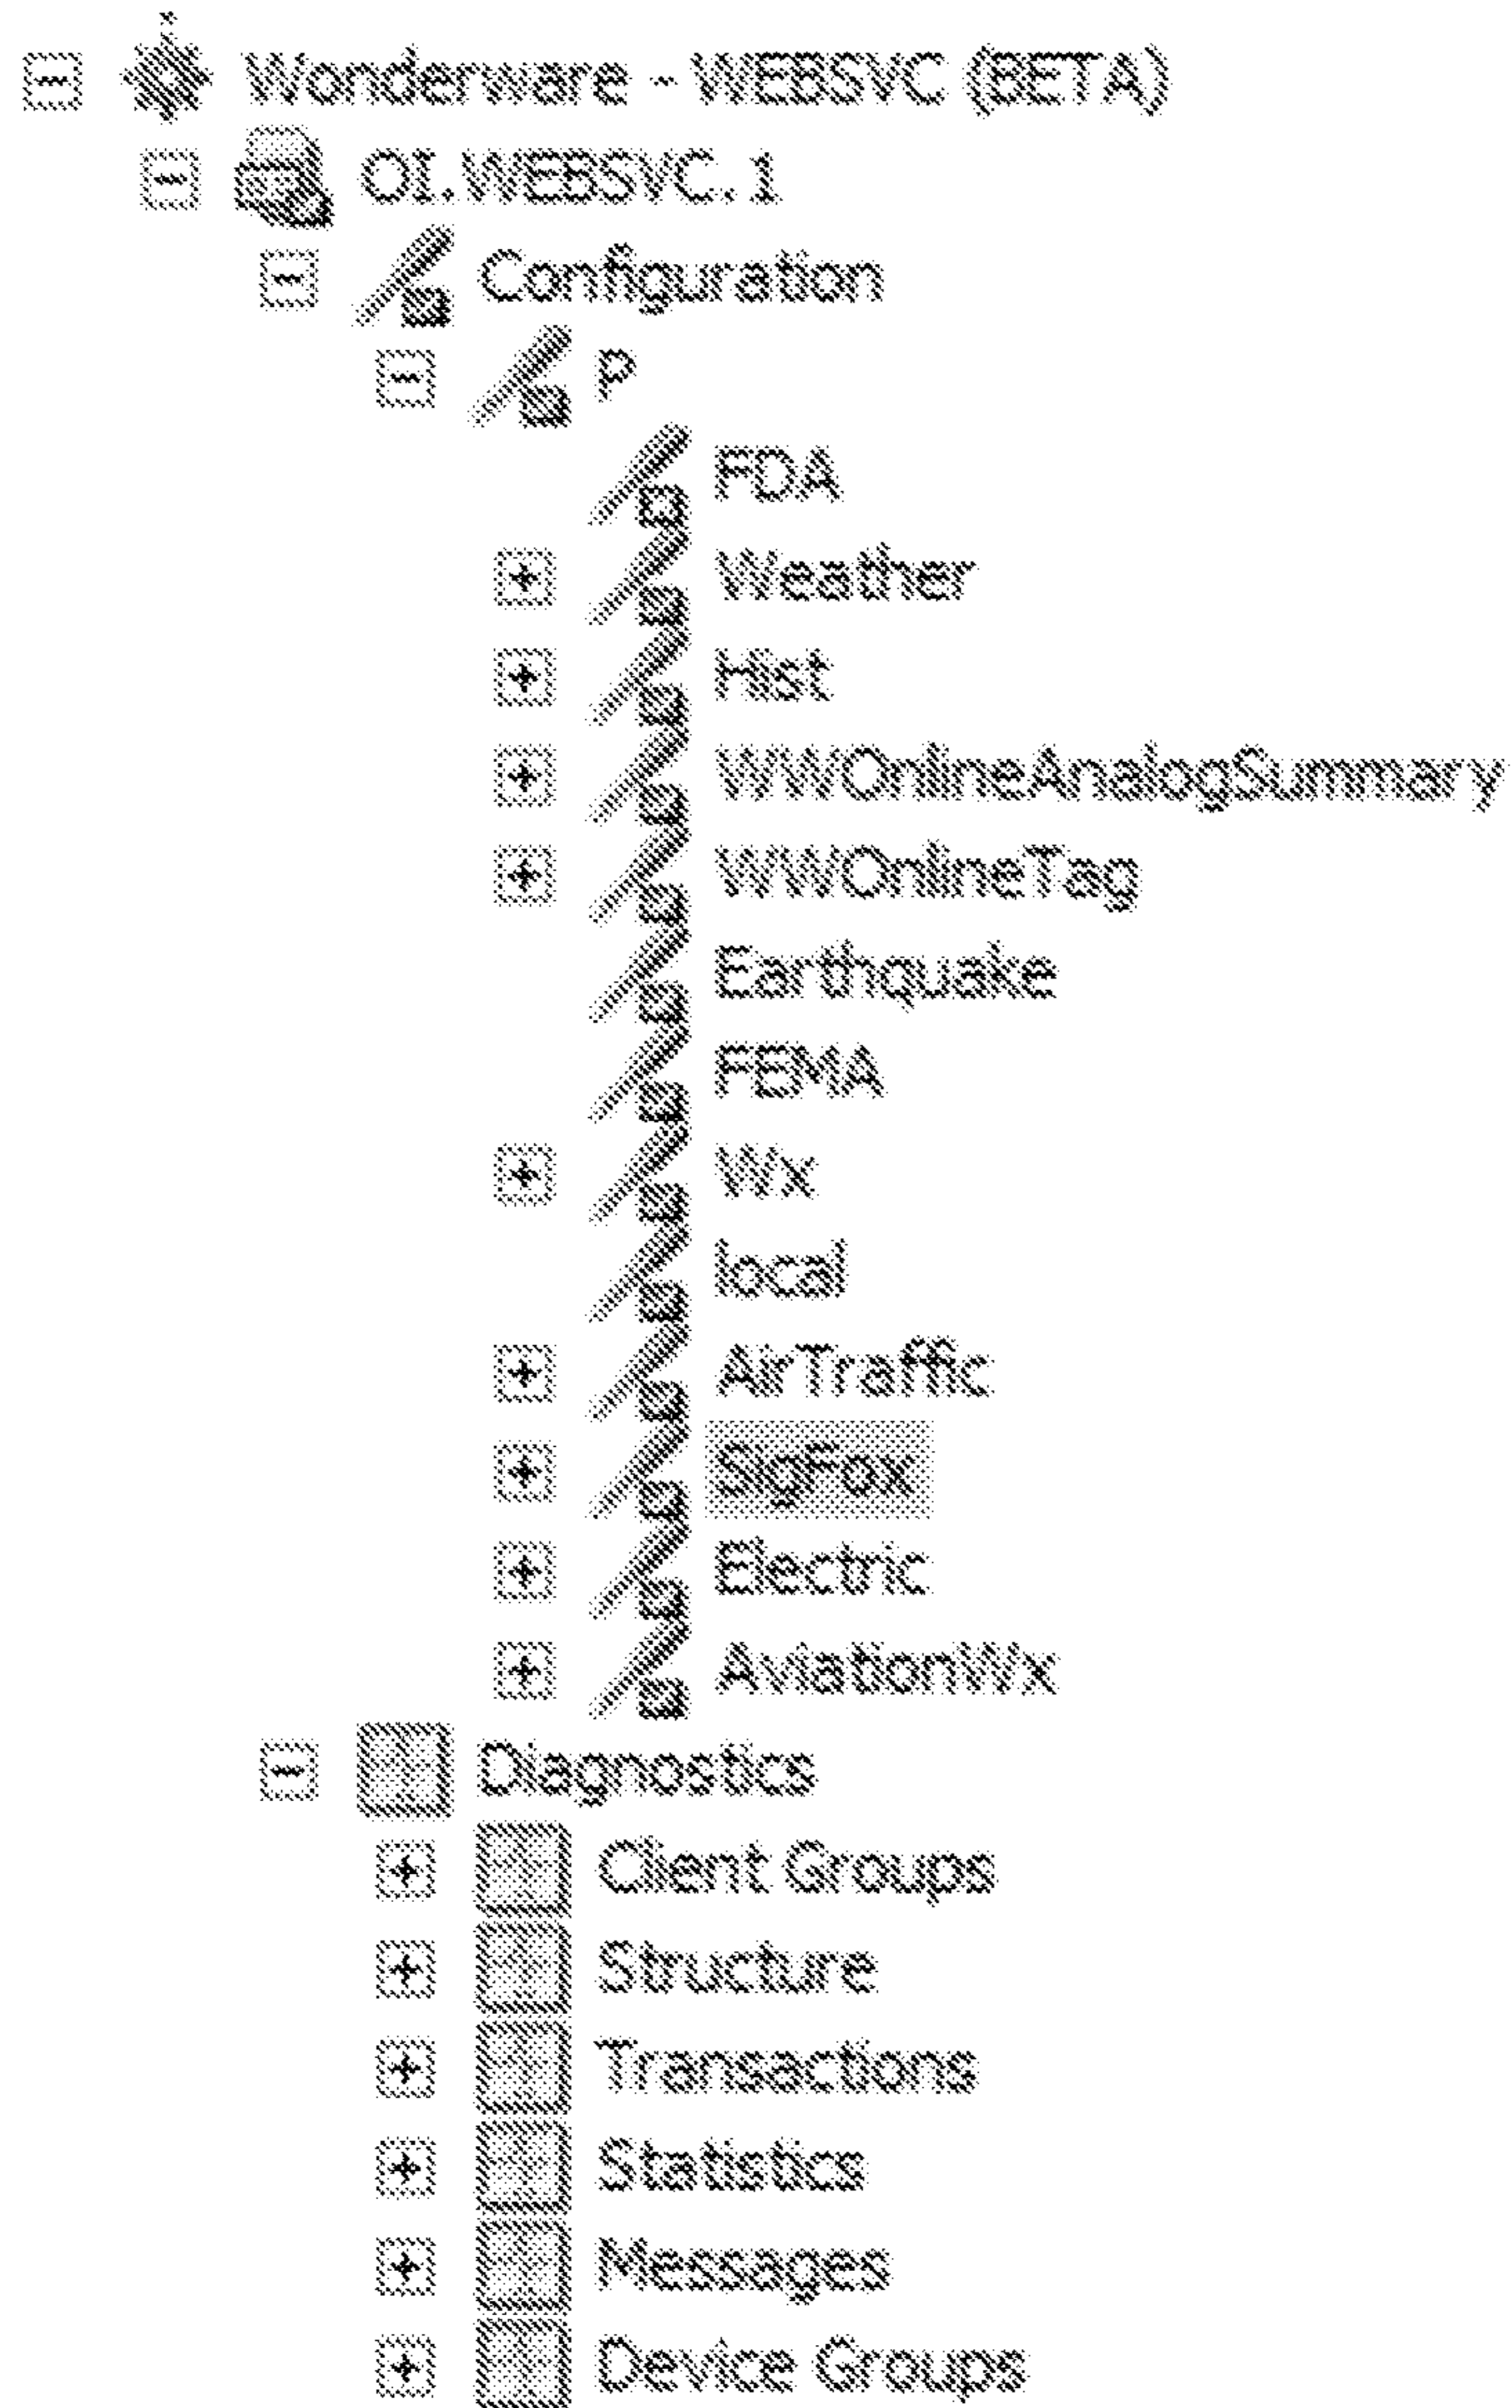 Wonderware - WEBSVC (BETA)
OI.WEBSVC.1
Configuration
P
FDA
Weather
Hist
WWOnlineAnalogSummary
WWOnlineTag
Earthquake
FEMA
Wx
local
AirTraffic
SigFox
Electric
AviationWx
Diagnostics
Client Groups
Structure
Transactions
Statistics
Messages
Device Groups